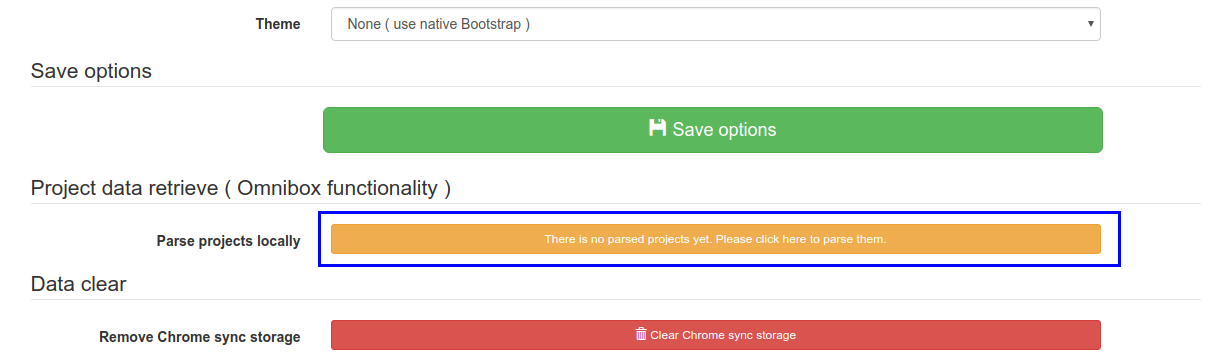 Theme None ( use native Bootstrap )
Save options
Save options
Project data retrieve ( Omnibox functionality )
Parse projects locally There is no parsed projects yet. Please click here to parse them.
Data clear
Remove Chrome sync storage Clear Chrome sync storage